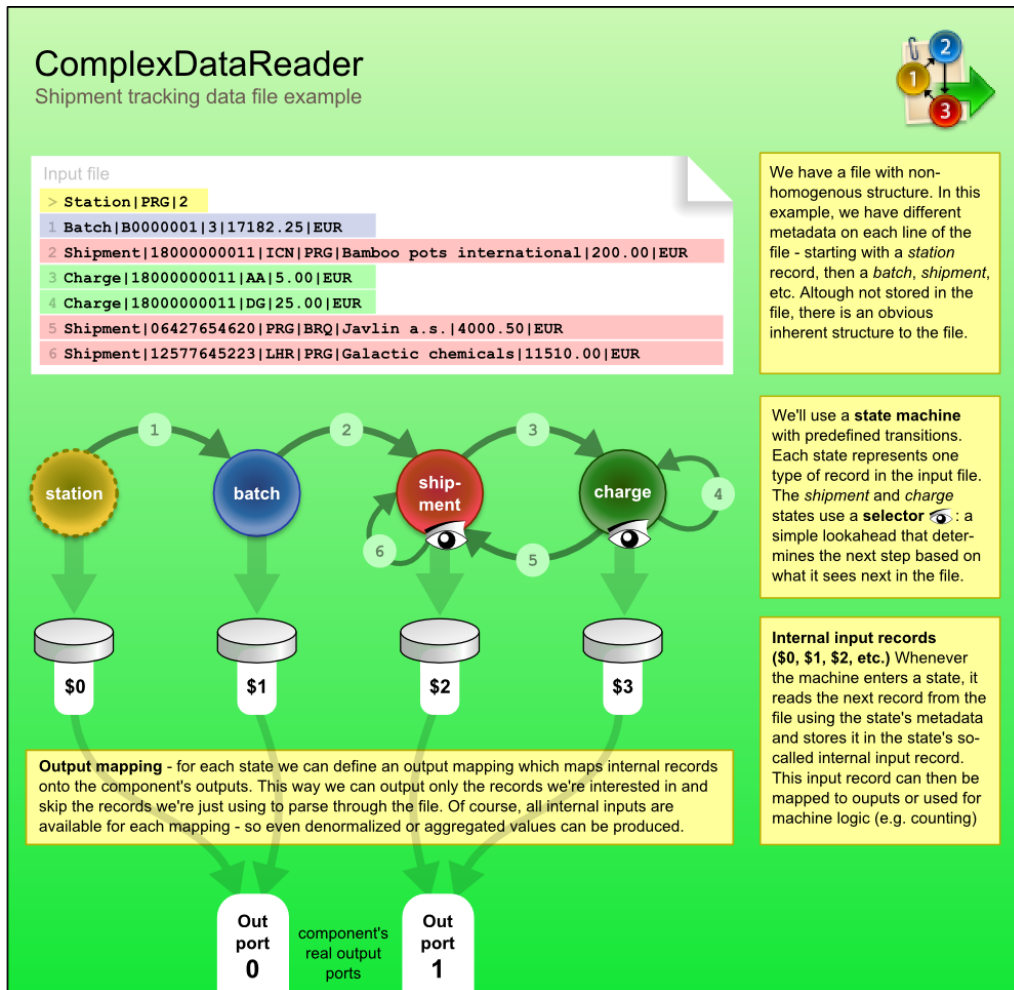 ComplexDataReader
Shipment tracking data file example
1
2
3
Input file
> Station|PRG|2
1 Batch|B0000001|3|17182.25|EUR
2 Shipment|18000000011|ICN|PRG|Bamboo pots international|200.00|EUR
3 Charge|18000000011|AA|5.00|EUR
4 Charge|18000000011|DG|25.00|EUR
5 Shipment|06427654620|PRG|BRQ|Javlin a.s.|4000.50|EUR
6 Shipment|12577645223|LHR|PRG|Galactic chemicals|11510.00|EUR
We have a file with non-
homogenous structure. In this
example, we have different
metadata on each line of the
file - starting with a station
record, then a batch, shipment,
etc. Altough not stored in the
file, there is an obvious
inherent structure to the file.
1
2
3
station
batch
ship-
ment
charge
4
5
6
We'll use a state machine
with predefined transitions.
Each state represents one
type of record in the input file.
The shipment and charge
states use a selector : a
simple lookahead that deter-
mines the next step based on
what it sees next in the file.
$0
$1
$2
$3
Internal input records
($0, $1, $2, etc.) Whenever
the machine enters a state, it
reads the next record from the
file using the state's metadata
and stores it in the state's so-
called internal input record.
This input record can then be
mapped to ouputs or used for
machine logic (e.g. counting)
Output mapping - for each state we can define an output mapping which maps internal records
onto the component's outputs. This way we can output only the records we're interested in and
skip the records we're just using to parse through the file. Of course, all internal inputs are
available for each mapping - so even denormalized or aggregated values can be produced.
Out
port
0
component's
real output
ports
Out
port
1